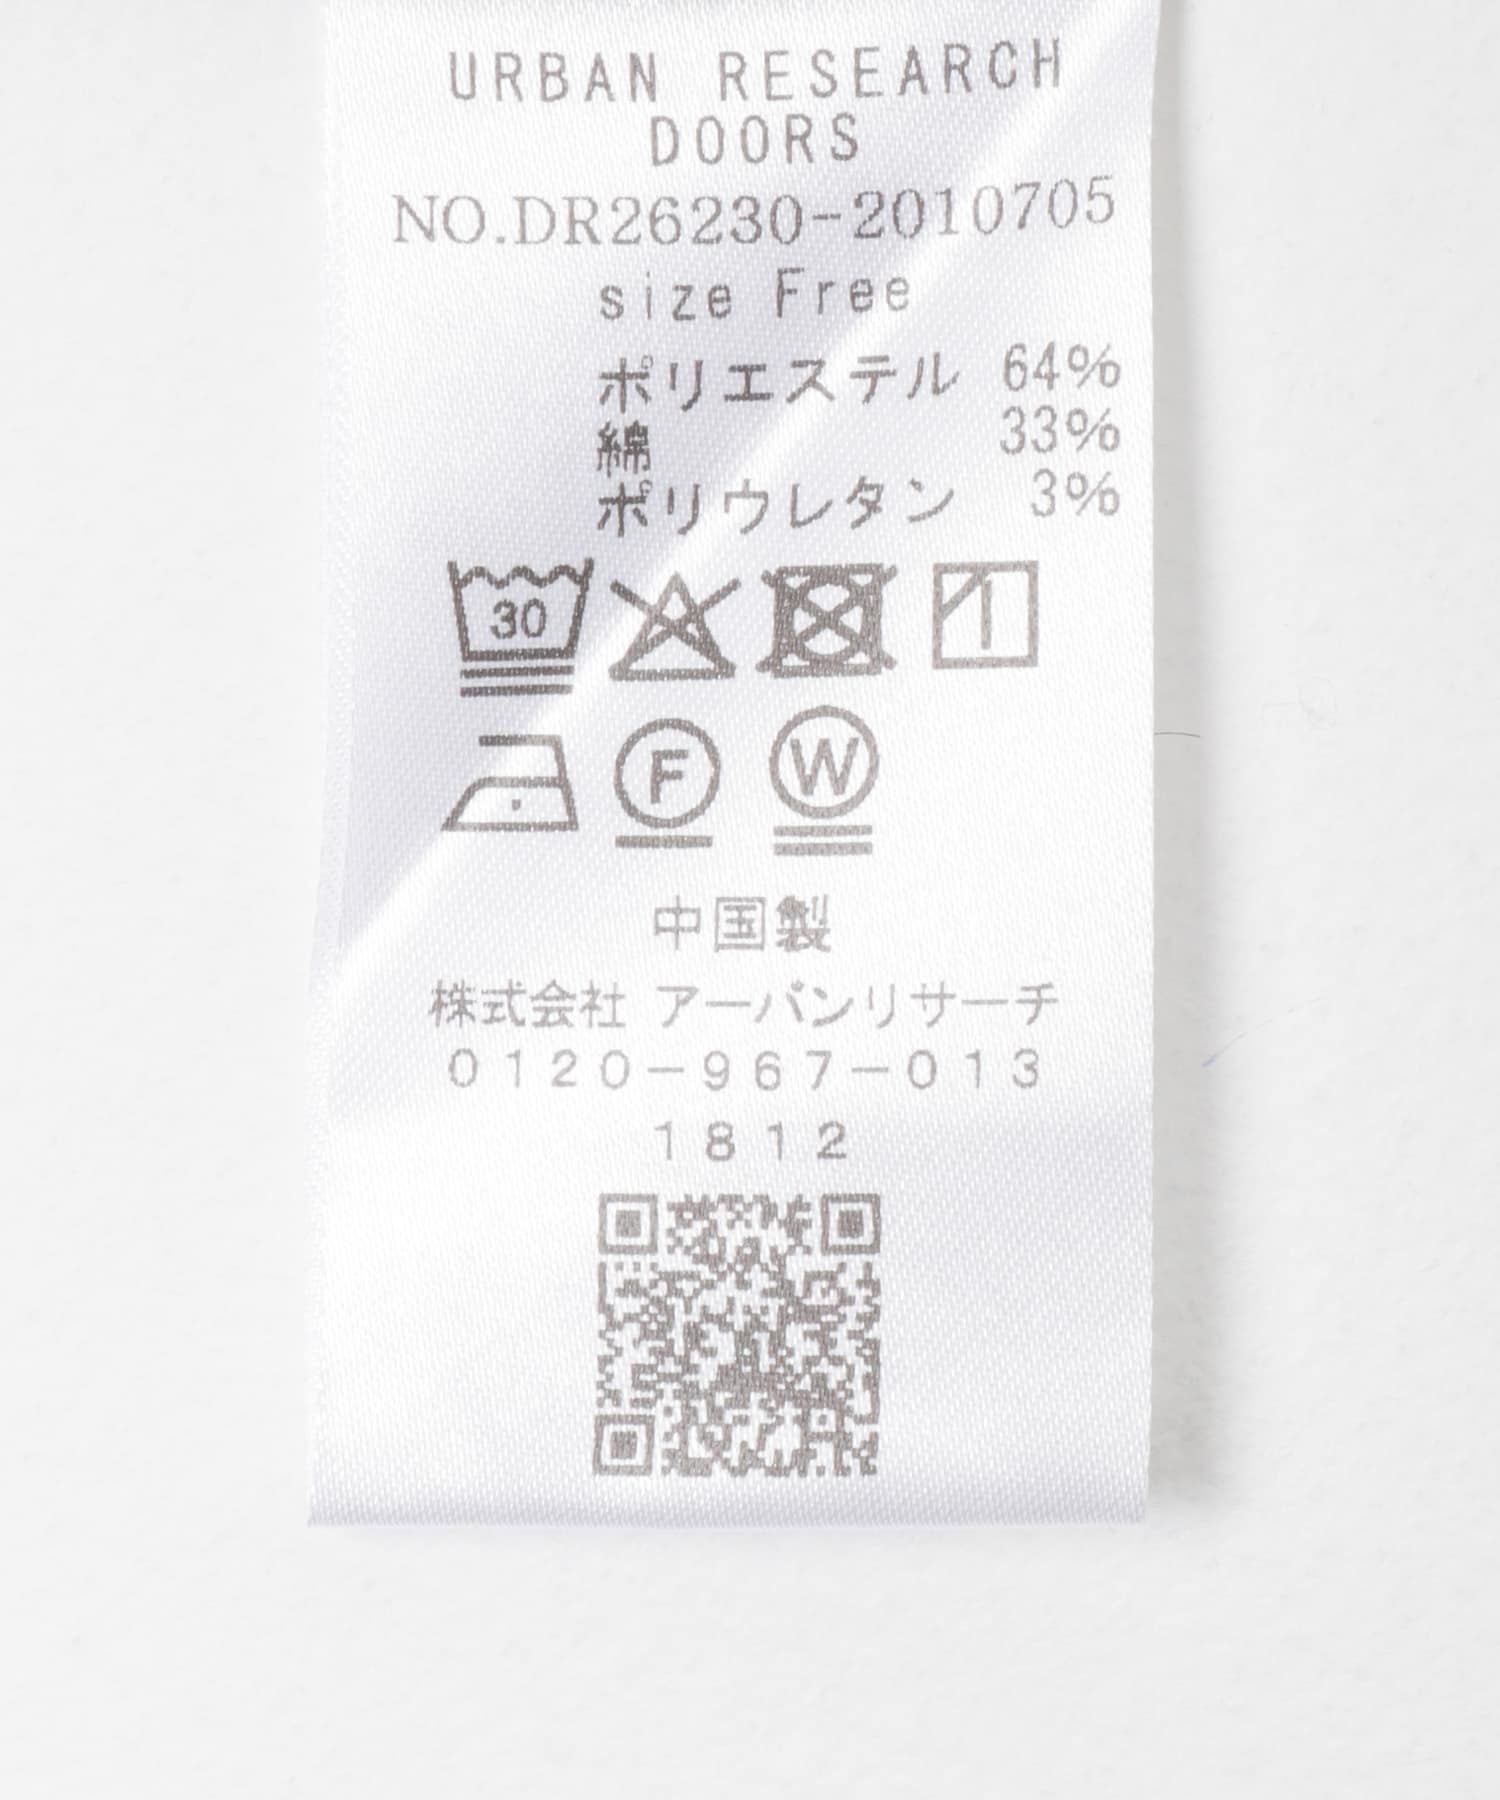 URBAN RESEARCH
DOORS
NO.DR26230-2010705
size Free
ポリエステル 64%
綿 33%
ポリウレタン 3%
30
F W
中国製
株式会社 アーバンリサーチ
0120-967-013
1812